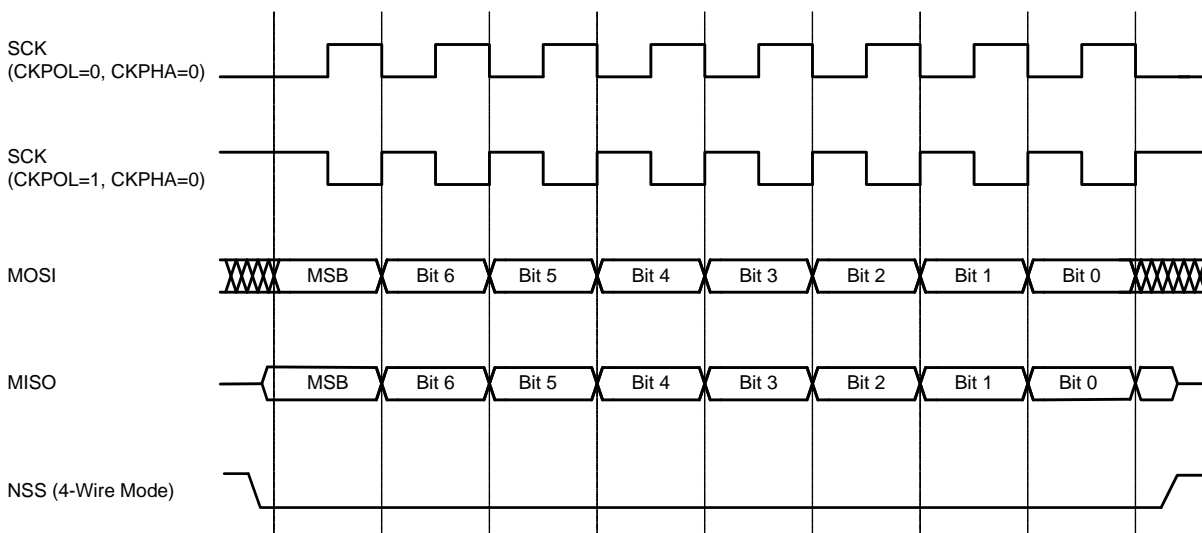 SCK
(CKPOL=0, CKPHA=0)
SCK
(CKPOL=1, CKPHA=0)
MOSI MSB Bit 6 Bit 5 Bit 4 Bit 3 Bit 2 Bit 1 Bit 0
MISO MSB Bit 6 Bit 5 Bit 4 Bit 3 Bit 2 Bit 1 Bit 0
NSS (4-Wire Mode)